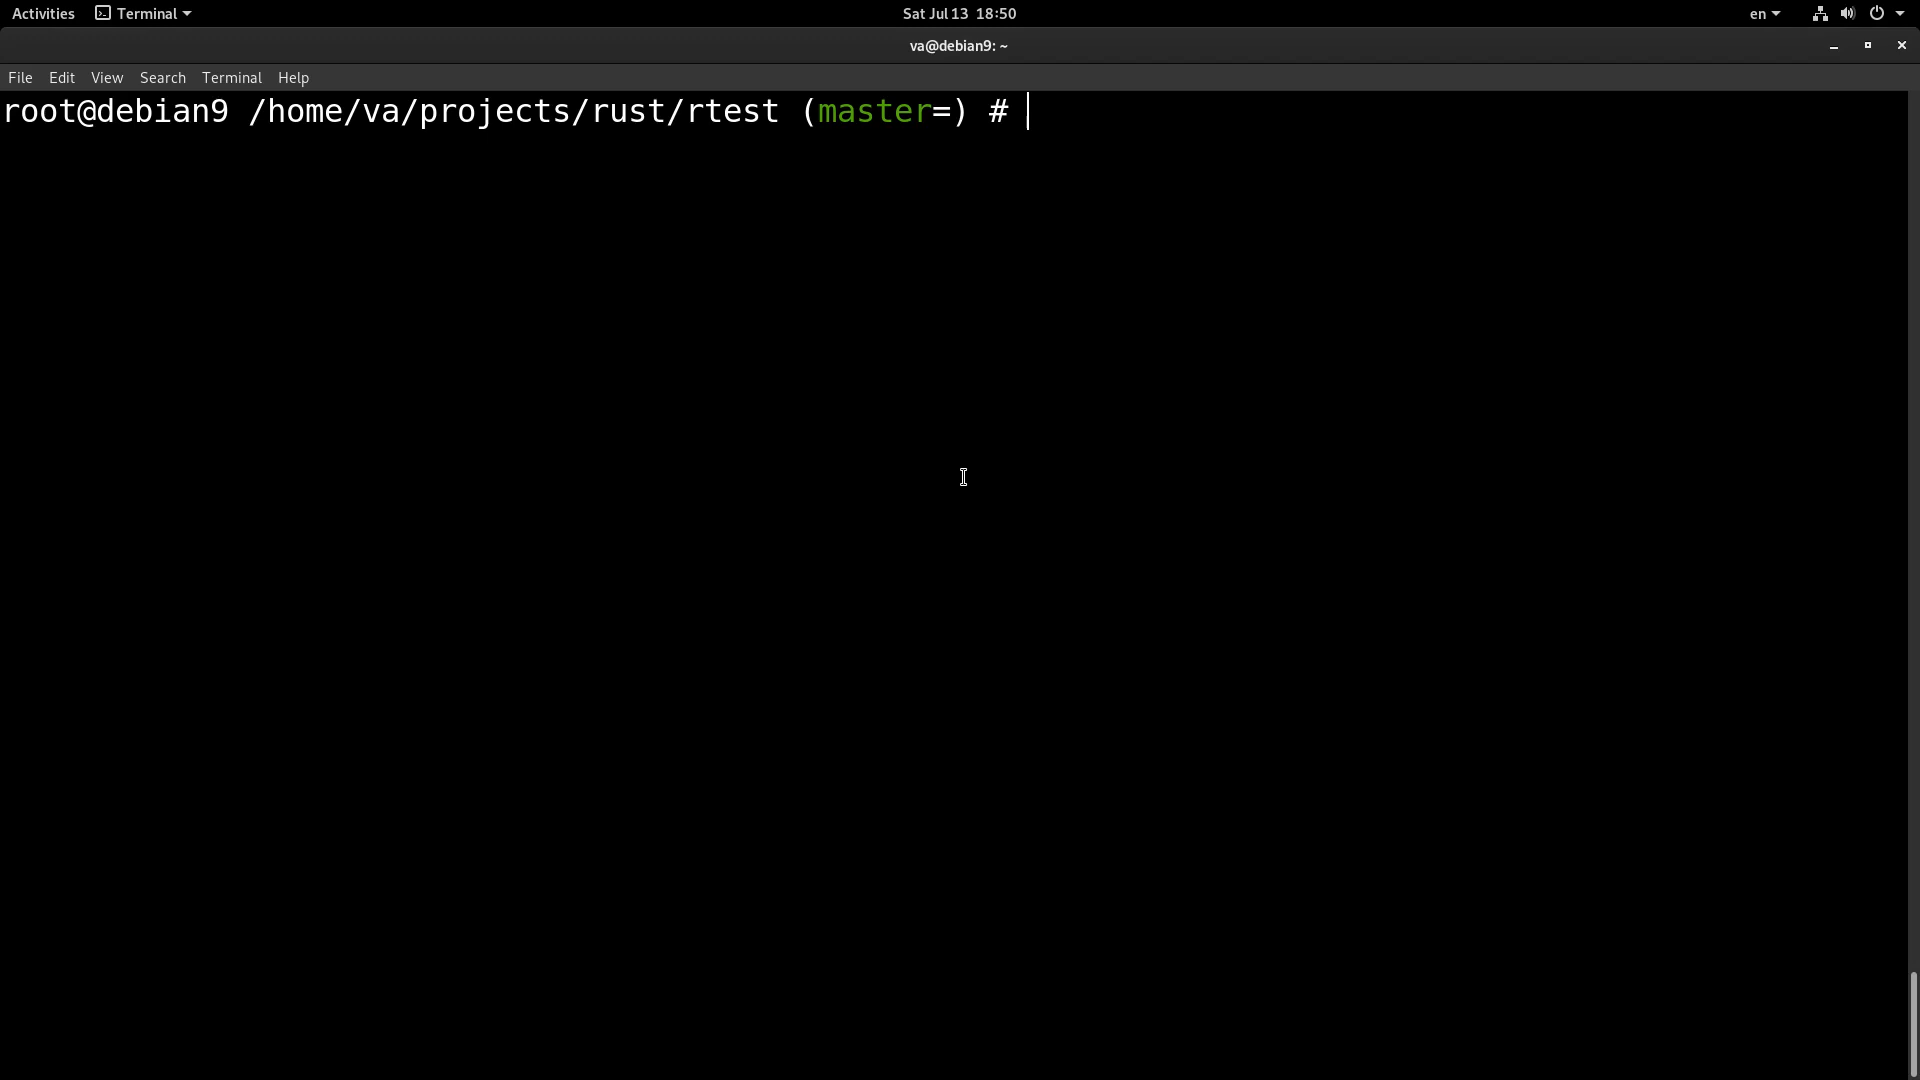 Activities Terminal Sat Jul 13 18:50 en
va@debian9: ~
File Edit View Search Terminal Help
root@debian9 /home/va/projects/rust/rtest (master=) #